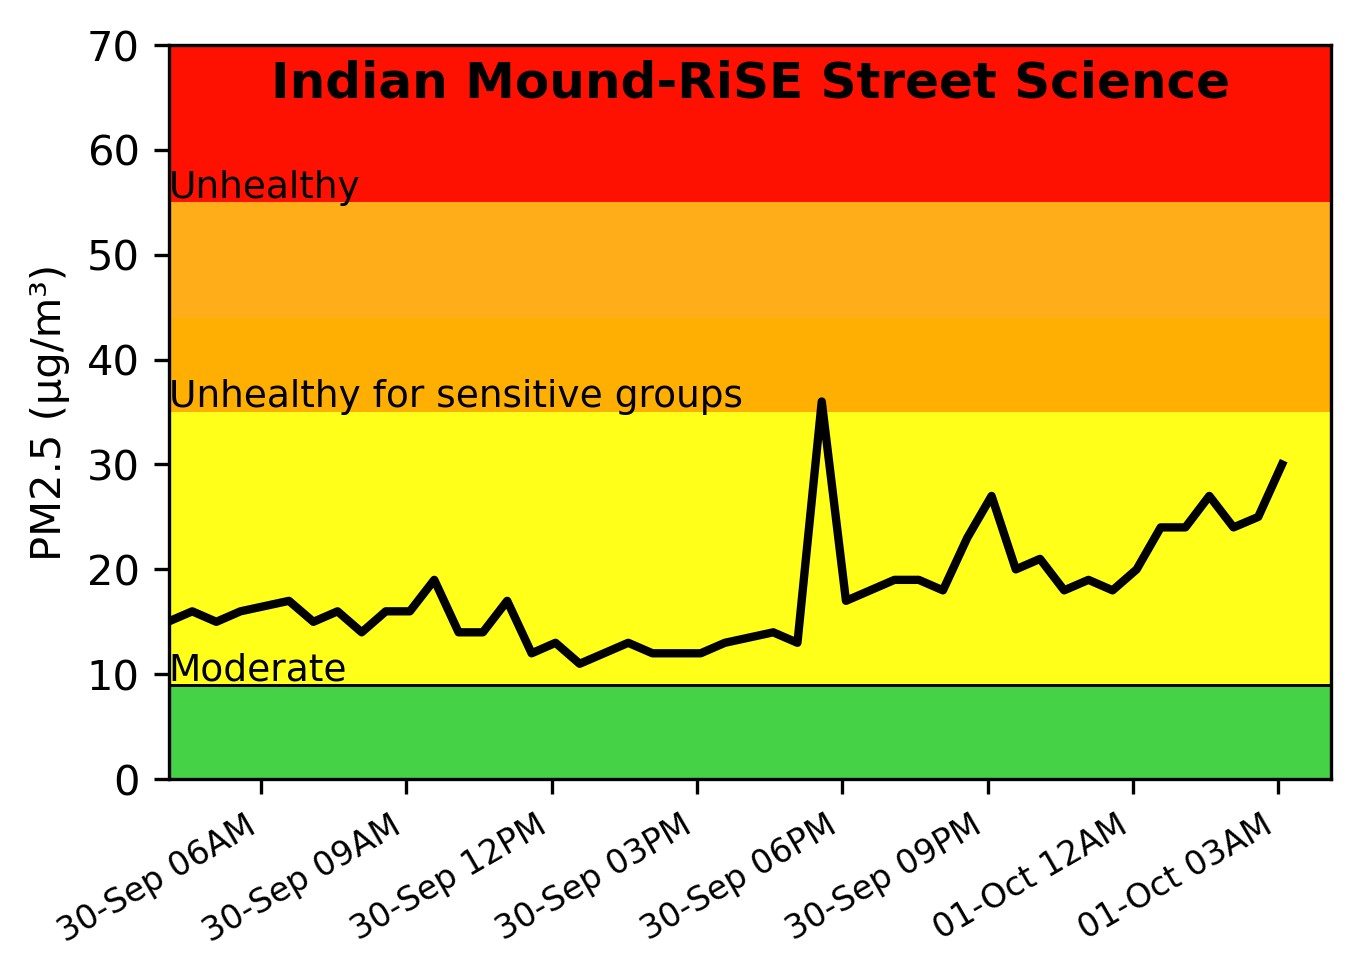 Indian Mound-RiSE Street Science
70
60
50
40
30
20
10
0
PM2.5 (µg/m³)
Unhealthy
Unhealthy for sensitive groups
Moderate
30-Sep 06AM
30-Sep 09AM
30-Sep 12PM
30-Sep 03PM
30-Sep 06PM
30-Sep 09PM
01-Oct 12AM
01-Oct 03AM